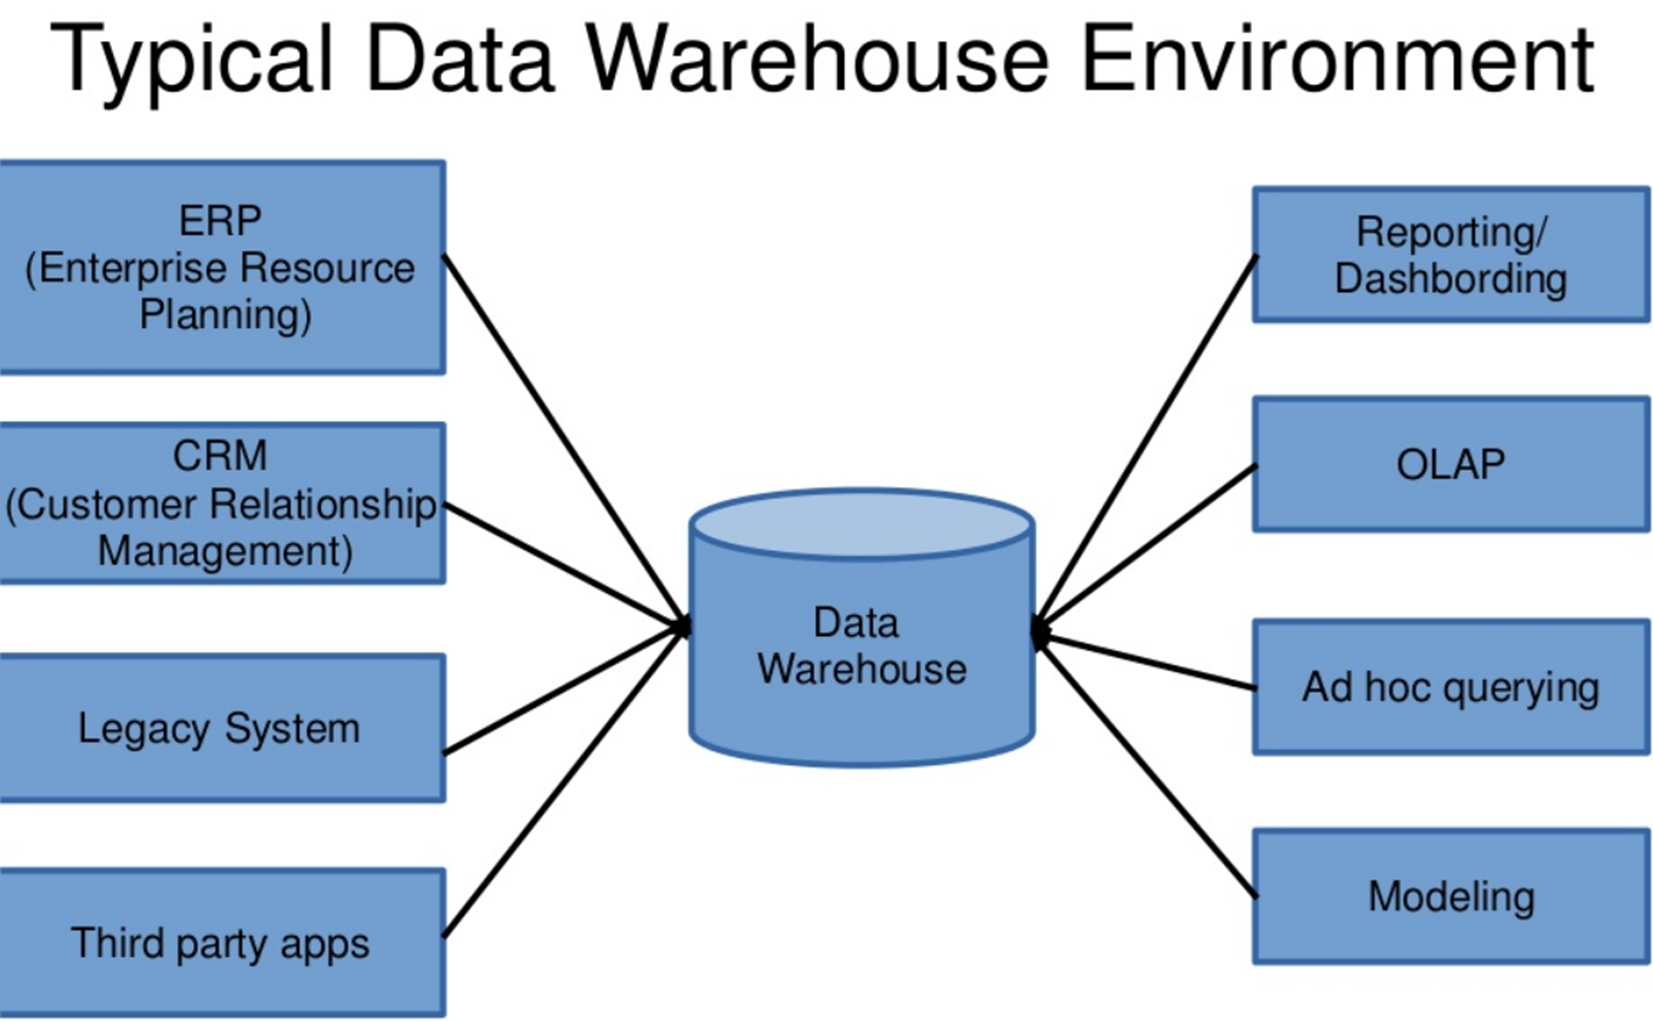 Typical Data Warehouse Environment
ERP
(Enterprise Resource
Planning)
CRM
(Customer Relationship
Management)
Legacy System
Third party apps
Data
Warehouse
Reporting/
Dashbording
OLAP
Ad hoc querying
Modeling